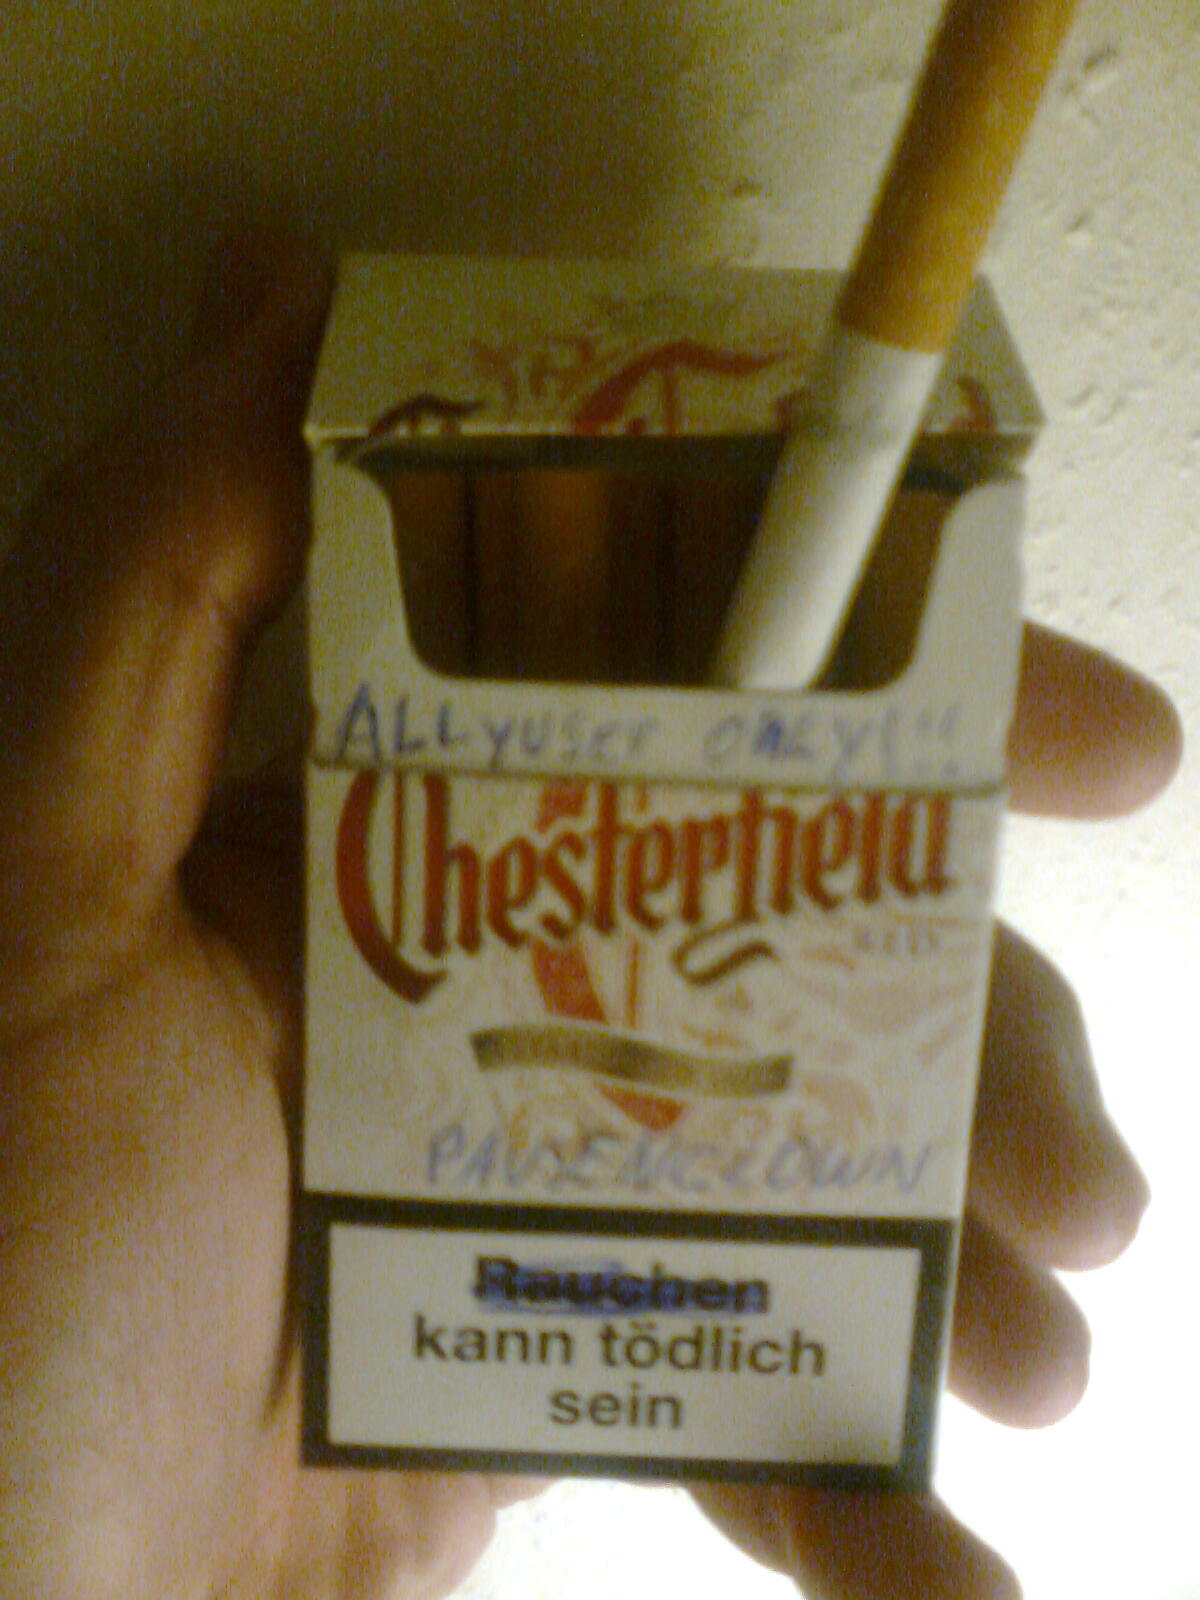 ALLyuser ONLY!!!
Chesterfield
PAUSENCLOWN
Rauchen
kann tödlich
sein